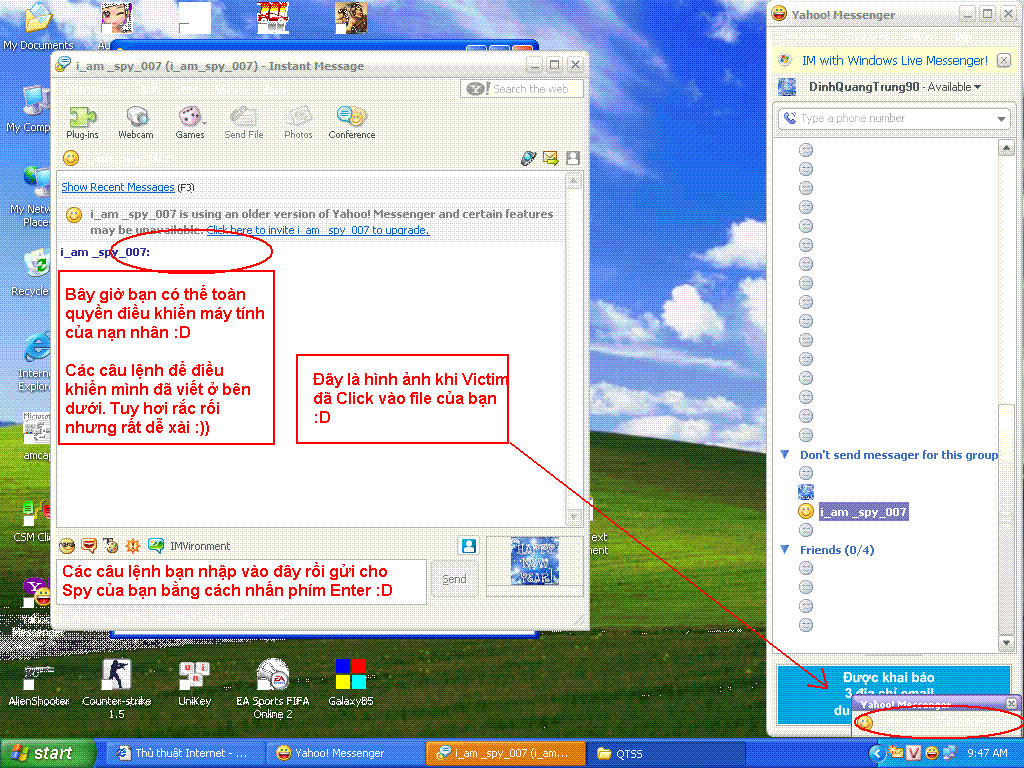 My Documents
Au
My Comp
My Netw
Places
Recycle
Intern
Explor
Microsof
amcap
CSM Cli
Yahoo!
Messenger
AlienShooter
Counter-strike
1.5
UniKey
EA Sports FIFA
Online 2
GalaxyB5
i_am _spy_007 (i_am_spy_007) - Instant Message
Search the web
Plug-ins
Webcam
Games
Send File
Photos
Conference
Show Recent Messages (F3)
i_am _spy_007 is using an older version of Yahoo! Messenger and certain features
may be unavailable. Click here to invite i_am _spy_007 to upgrade.
i_am _spy_007:
Bây giờ bạn có thể toàn
quyền điều khiển máy tính
của nạn nhân :D
Các câu lệnh để điều
khiển mình đã viết ở bên
dưới. Tuy hơi rắc rối
nhưng rất dễ xài :))
Đây là hình ảnh khi Victim
đã Click vào file của bạn
:D
IMVironment
Các câu lệnh bạn nhập vào đây rồi gửi cho
Spy của bạn bằng cách nhấn phím Enter :D
Send
HAPPY
NEW
YEAR!
Yahoo! Messenger
IM with Windows Live Messenger!
DinhQuangTrung90 - Available
Type a phone number
Don't send messager for this group
i_am _spy_007
Friends (0/4)
Được khai báo
3 địa chỉ email
du
Yahoo! Messenger
start
Thủ thuật Internet - ...
Yahoo! Messenger
i_am _spy_007 (i_am...
QTSS
9:47 AM